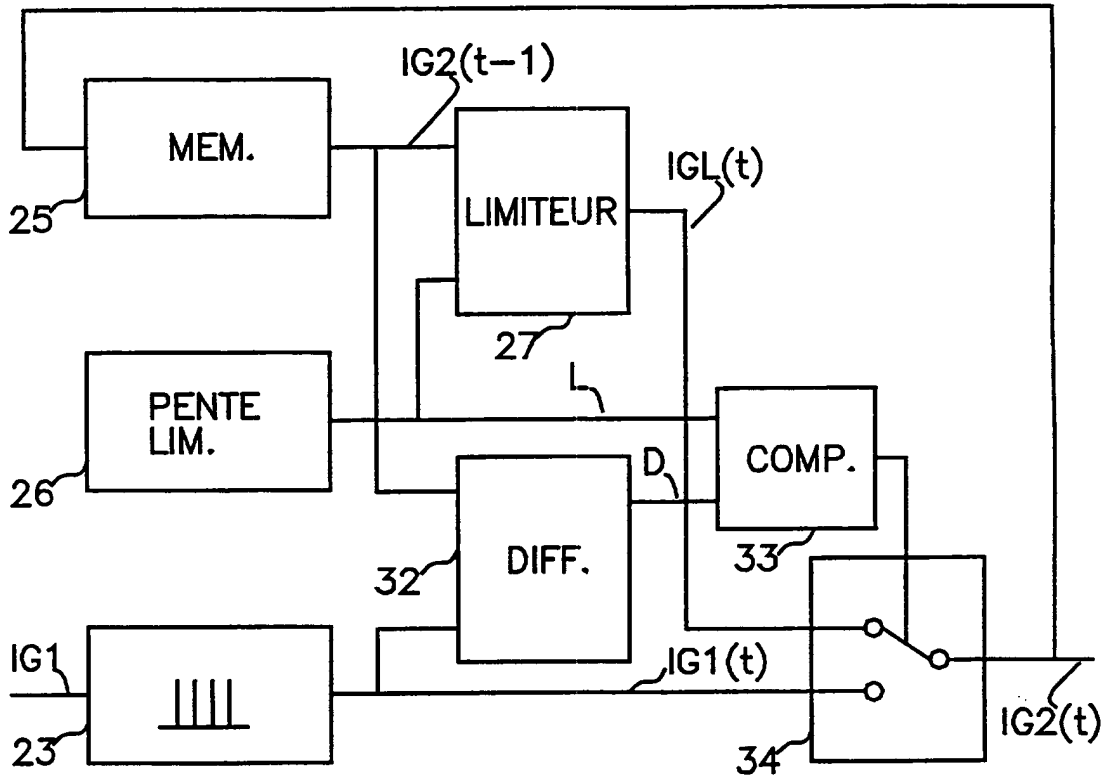 IG2(t-1)
MEM.
25
LIMITEUR
IGL(t)
27
PENTE
LIM.
26
L
COMP.
33
D
DIFF.
32
IG1
23
IG1(t)
34
IG2(t)